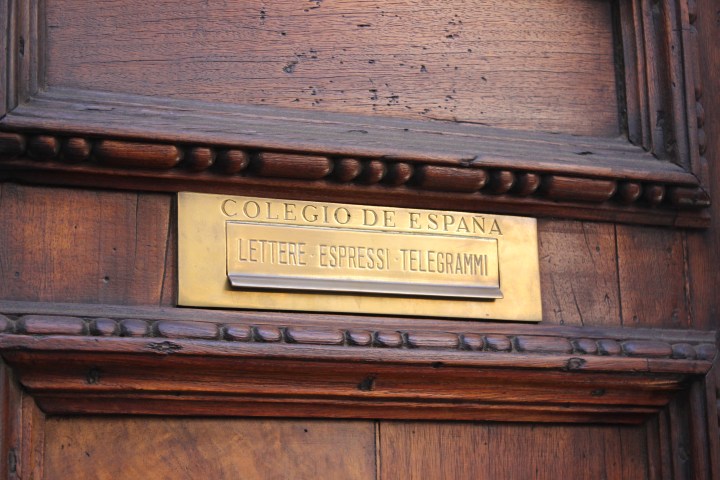 COLEGIO DE ESPAÑA
LETTERE · ESPRESSI · TELEGRAMMI